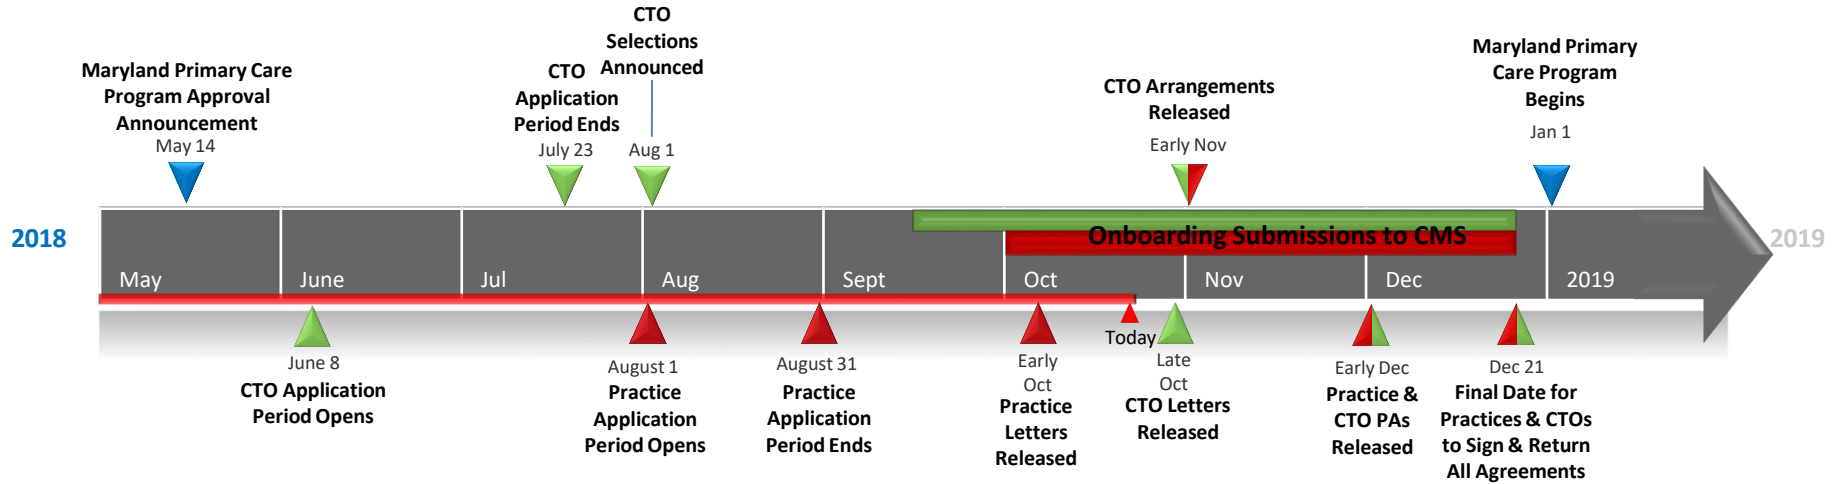 CTO
Selections
Announced
Maryland Primary Care
Program Approval
Announcement
May 14
CTO
Application
Period Ends
July 23
Aug 1
CTO Arrangements
Released
Early Nov
Maryland Primary
Care Program
Begins
Jan 1
2018
Onboarding Submissions to CMS
2019
May
June
Jul
Aug
Sept
Oct
Nov
Dec
2019
June 8
CTO Application
Period Opens
August 1
Practice
Application
Period Opens
August 31
Practice
Application
Period Ends
Early
Oct
Practice
Letters
Released
Today
Late
Oct
CTO Letters
Released
Early Dec
Practice &
CTO PAs
Released
Dec 21
Final Date for
Practices & CTOs
to Sign & Return
All Agreements